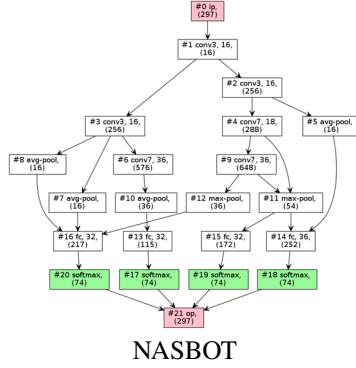 #0 ip,
(297)
#1 conv3, 16,
(16)
#2 conv3, 16,
(256)
#3 conv3, 16,
(256)
#4 conv7, 18,
(288)
#5 avg-pool,
(16)
#8 avg-pool,
(16)
#6 conv7, 36,
(576)
#9 conv7, 36,
(648)
#7 avg-pool,
(16)
#10 avg-pool,
(36)
#12 max-pool,
(36)
#11 max-pool,
(54)
#16 fc, 32,
(217)
#13 fc, 32,
(115)
#15 fc, 32,
(172)
#14 fc, 36,
(252)
#20 softmax,
(74)
#17 softmax,
(74)
#19 softmax,
(74)
#18 softmax,
(74)
#21 op,
(297)
NASBOT